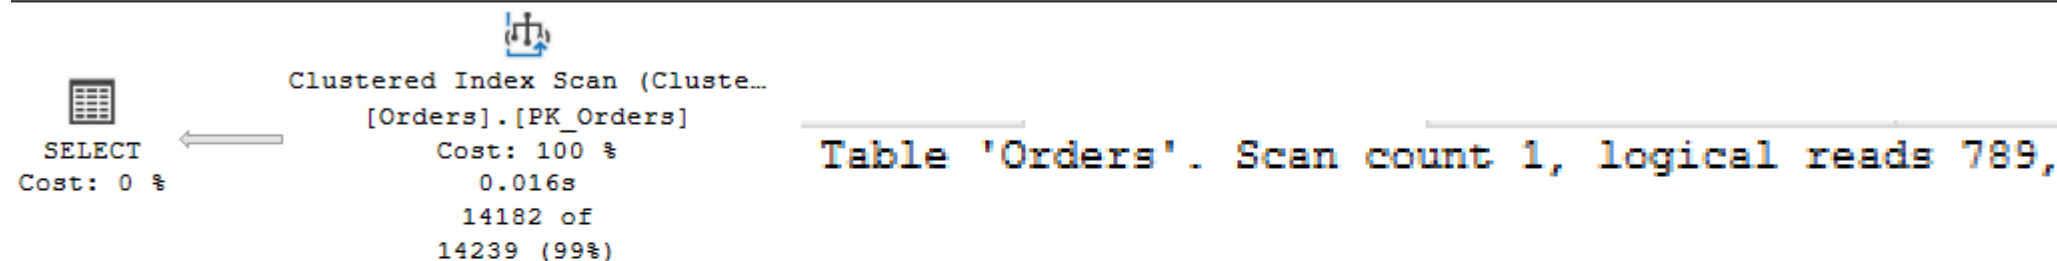 Clustered Index Scan (Cluste…
[Orders].[PK_Orders]
Cost: 100 %
0.016s
14182 of
14239 (99%)
SELECT
Cost: 0 %
Table 'Orders'. Scan count 1, logical reads 789,